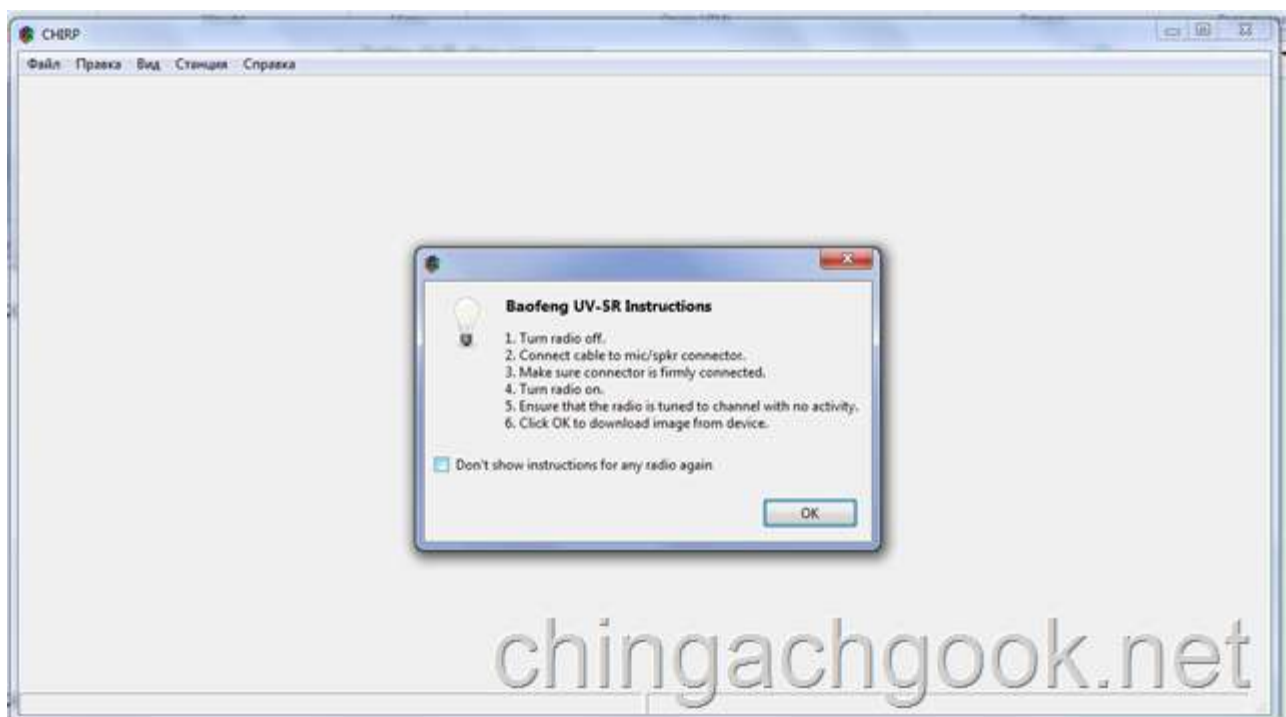 CHIRP
Файл Правка Вид Станция Справка
Baofeng UV-5R Instructions
1. Turn radio off.
2. Connect cable to mic/spkr connector.
3. Make sure connector is firmly connected.
4. Turn radio on.
5. Ensure that the radio is tuned to channel with no activity.
6. Click OK to download image from device.
Don't show instructions for any radio again
OK
chingachgook.net